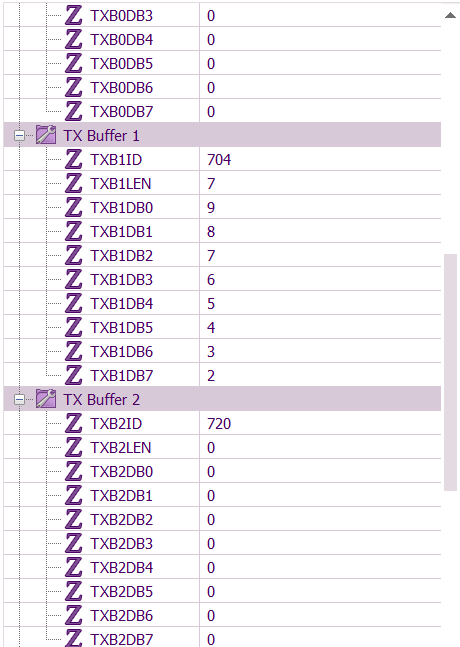 TXB0DB3 0
TXB0DB4 0
TXB0DB5 0
TXB0DB6 0
TXB0DB7 0
TX Buffer 1
TXB1ID 704
TXB1LEN 7
TXB1DB0 9
TXB1DB1 8
TXB1DB2 7
TXB1DB3 6
TXB1DB4 5
TXB1DB5 4
TXB1DB6 3
TXB1DB7 2
TX Buffer 2
TXB2ID 720
TXB2LEN 0
TXB2DB0 0
TXB2DB1 0
TXB2DB2 0
TXB2DB3 0
TXB2DB4 0
TXB2DB5 0
TXB2DB6 0
TXB2DB7 0